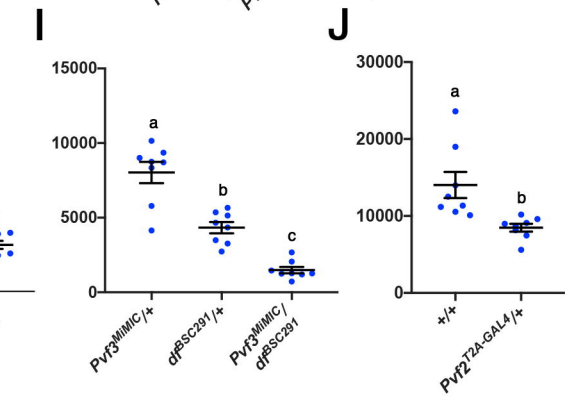 I
J
15000
10000
5000
0
a
b
c
Pvf3MiMIC/+
dfBSC291/+
Pvf3MiMIC/
dfBSC291
30000
20000
10000
0
a
b
+/+
Pvf2T2A-GAL4/+